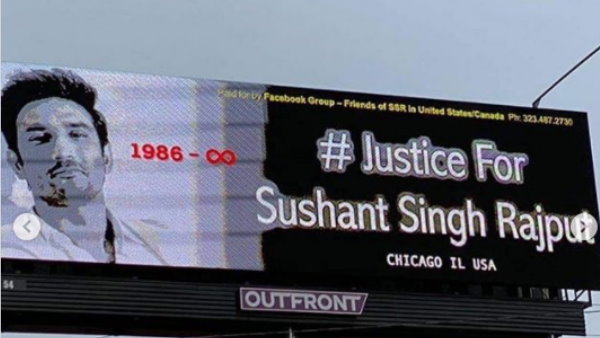 Paid for by Facebook Group – Friends of SSR in United States/Canada Ph: 323.487.2730
1986 - ∞
# Justice For
Sushant Singh Rajput
CHICAGO IL USA
54
OUTFRONT